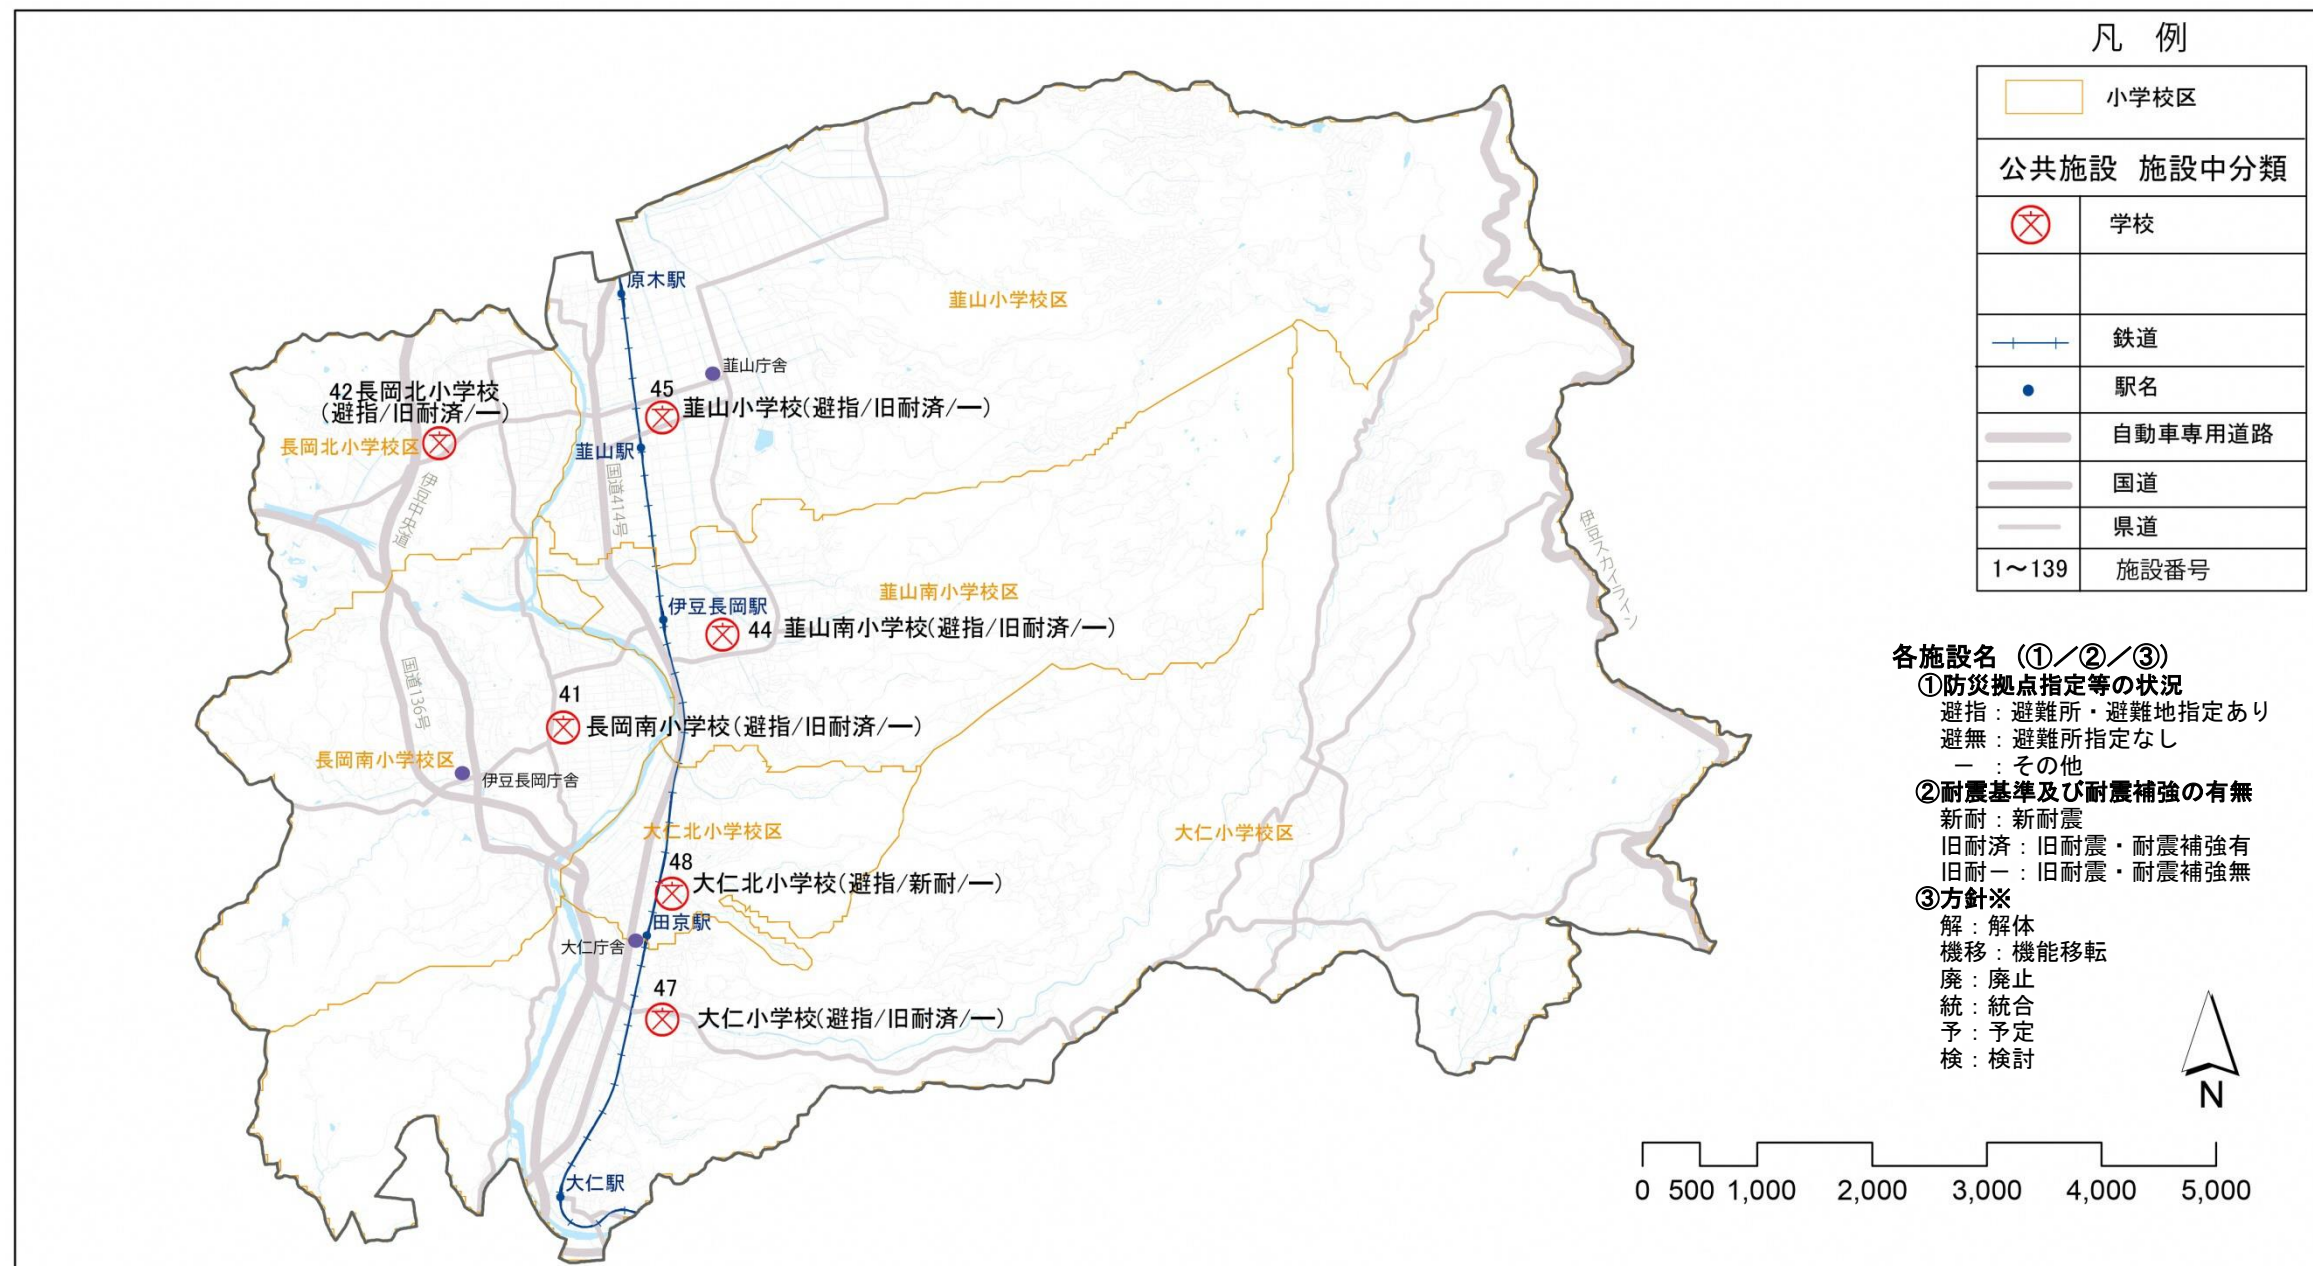 凡　例
小学校区
公共施設 施設中分類
学校
鉄道
駅名
自動車専用道路
国道
県道
1～139 施設番号
原木駅
韮山小学校区
韮山庁舎
42長岡北小学校
(避指/旧耐済/ー)
長岡北小学校区
45
韮山小学校(避指/旧耐済/ー)
韮山駅
国道414号
伊豆中央道
伊豆スカイライン
韮山南小学校区
伊豆長岡駅
44 韮山南小学校(避指/旧耐済/ー)
国道136号
41
長岡南小学校(避指/旧耐済/ー)
長岡南小学校区
伊豆長岡庁舎
大仁北小学校区
大仁小学校区
48
大仁北小学校(避指/新耐/ー)
田京駅
大仁庁舎
47
大仁小学校(避指/旧耐済/ー)
大仁駅
各施設名（①／②／③）
①防災拠点指定等の状況
避指：避難所・避難地指定あり
避無：避難所指定なし
－：その他
②耐震基準及び耐震補強の有無
新耐：新耐震
旧耐済：旧耐震・耐震補強有
旧耐－：旧耐震・耐震補強無
③方針※
解：解体
機移：機能移転
廃：廃止
統：統合
予：予定
検：検討
N
0 500 1,000 2,000 3,000 4,000 5,000